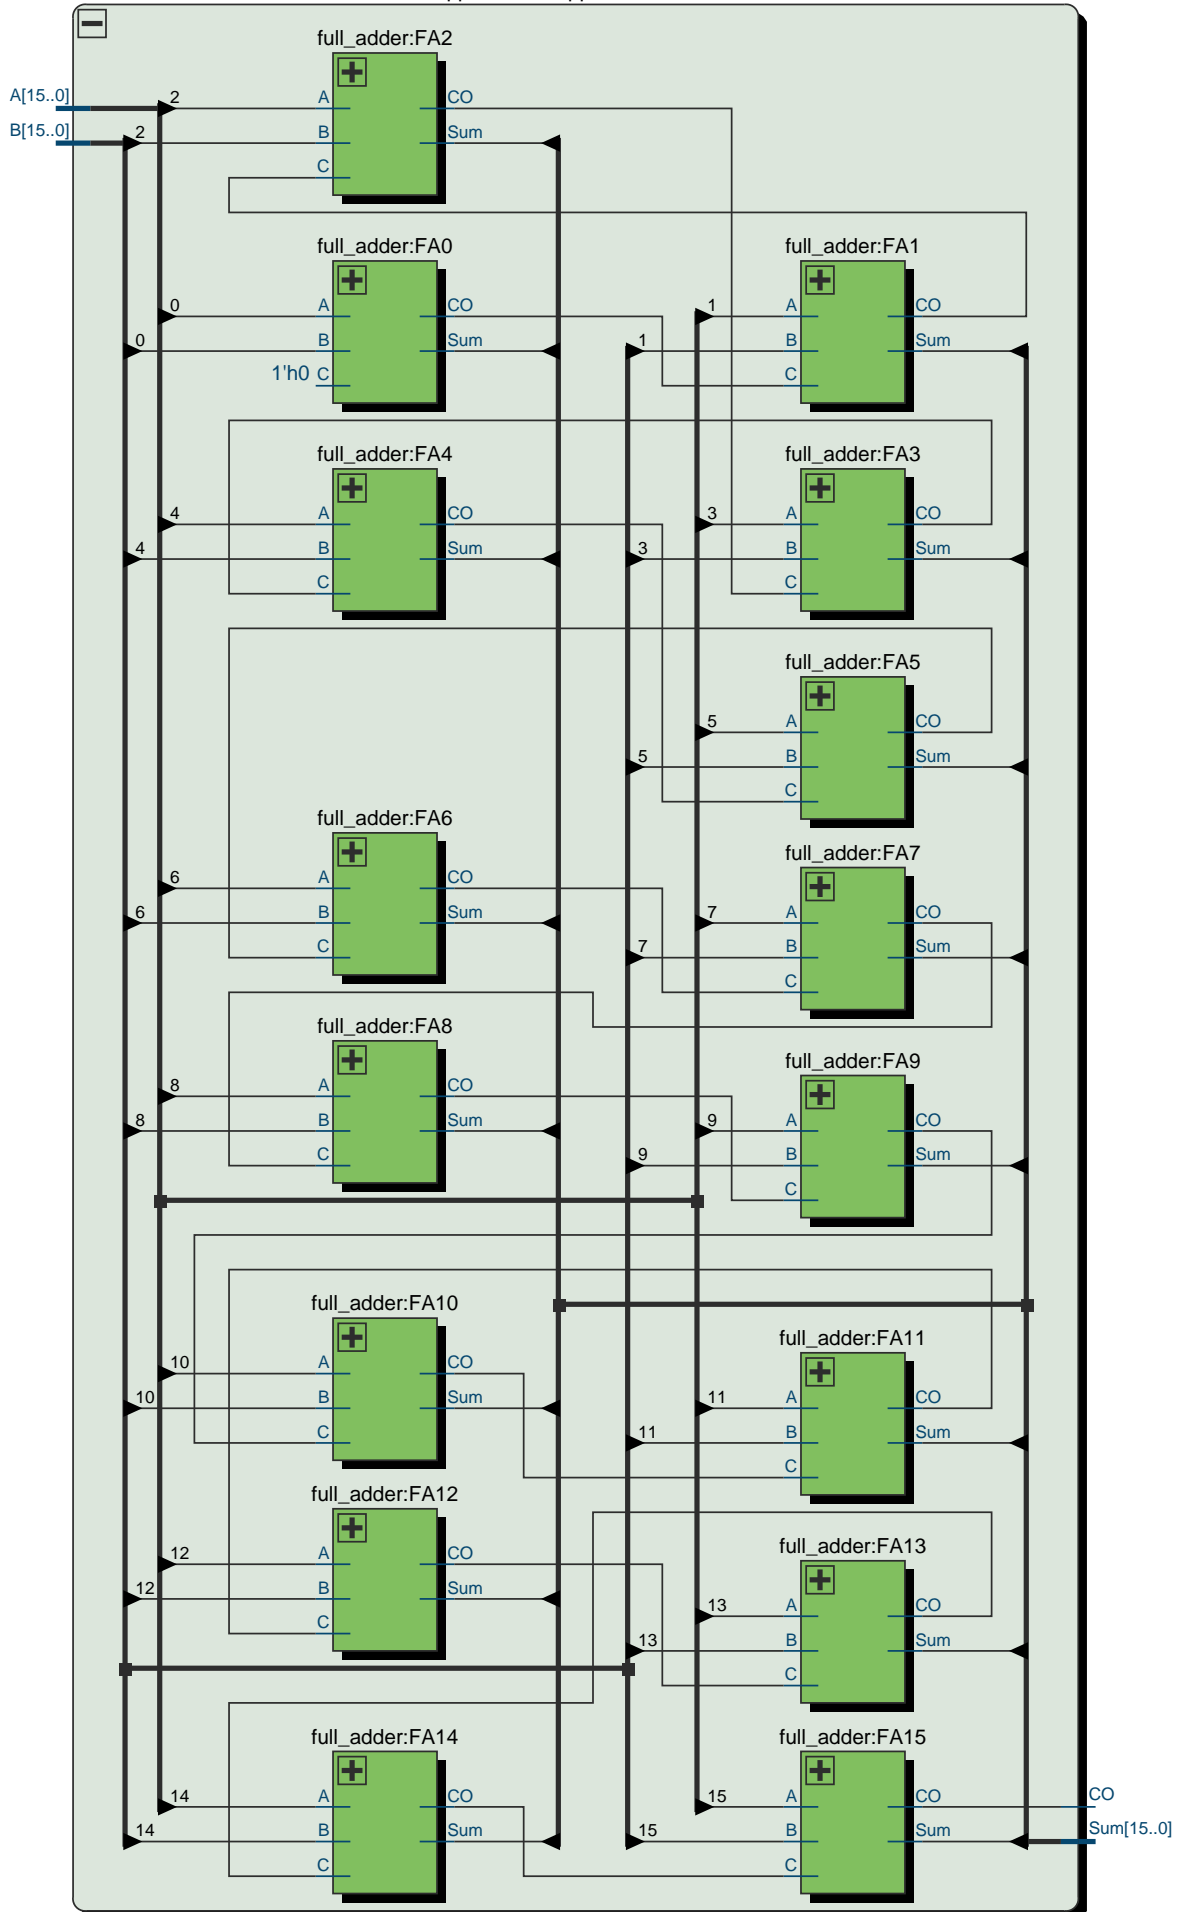 full_adder:FA2
A[15..0]
2
A
CO
B[15..0]
2
B
Sum
C
full_adder:FA0
full_adder:FA1
0
A
CO
1
A
CO
0
B
Sum
1
B
Sum
1'h0
C
C
full_adder:FA4
full_adder:FA3
4
A
CO
3
A
CO
4
B
Sum
3
B
Sum
C
C
full_adder:FA5
5
A
CO
5
B
Sum
C
full_adder:FA6
full_adder:FA7
6
A
CO
6
B
Sum
7
A
CO
C
7
B
Sum
C
full_adder:FA8
full_adder:FA9
8
A
CO
8
B
Sum
9
A
CO
C
9
B
Sum
C
full_adder:FA10
full_adder:FA11
10
A
CO
10
B
Sum
11
A
CO
C
11
B
Sum
C
full_adder:FA12
full_adder:FA13
12
A
CO
12
B
Sum
13
A
CO
C
13
B
Sum
C
full_adder:FA14
full_adder:FA15
14
A
CO
15
A
CO
CO
14
B
Sum
15
B
Sum
Sum[15..0]
C
C